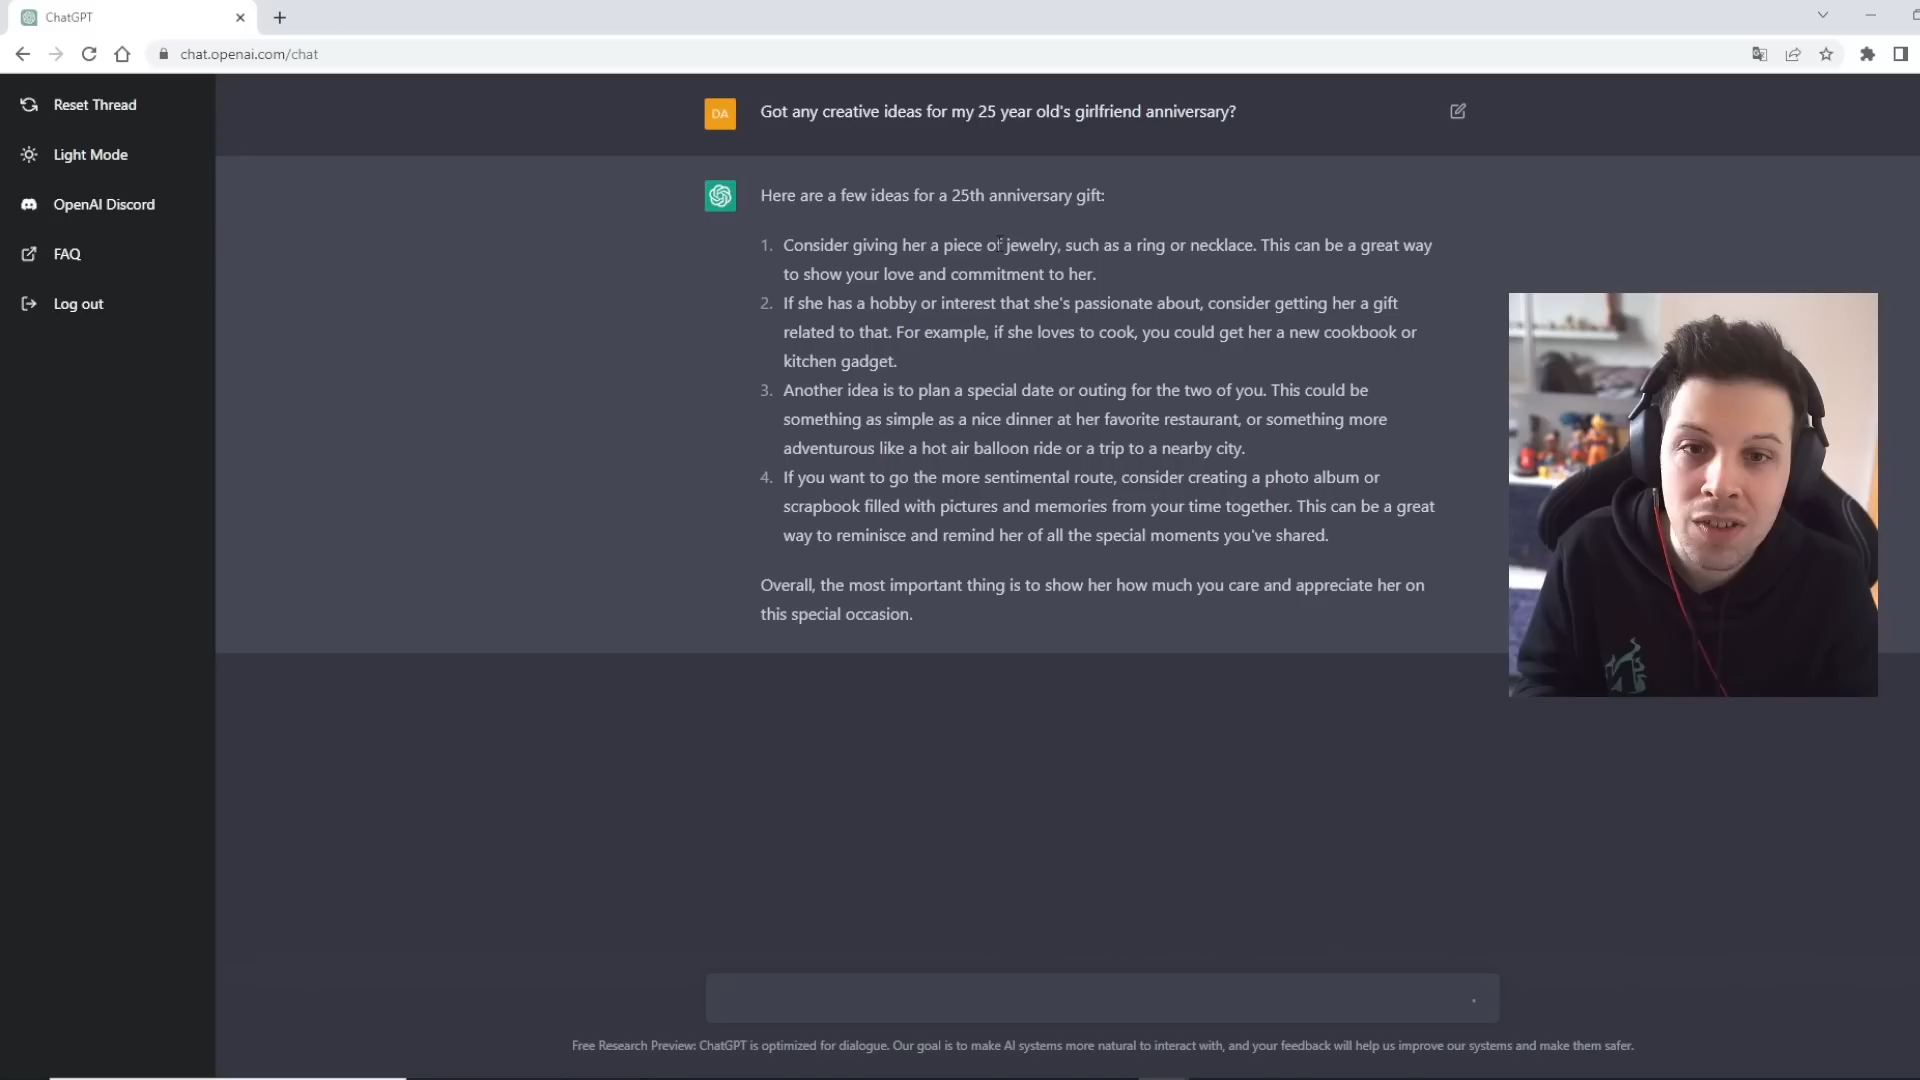 ChatGPT
chat.openai.com/chat
Reset Thread
Light Mode
OpenAI Discord
FAQ
Log out
DA
Got any creative ideas for my 25 year old's girlfriend anniversary?
Here are a few ideas for a 25th anniversary gift:
1. Consider giving her a piece of jewelry, such as a ring or necklace. This can be a great way
to show your love and commitment to her.
2. If she has a hobby or interest that she's passionate about, consider getting her a gift
related to that. For example, if she loves to cook, you could get her a new cookbook or
kitchen gadget.
3. Another idea is to plan a special date or outing for the two of you. This could be
something as simple as a nice dinner at her favorite restaurant, or something more
adventurous like a hot air balloon ride or a trip to a nearby city.
4. If you want to go the more sentimental route, consider creating a photo album or
scrapbook filled with pictures and memories from your time together. This can be a great
way to reminisce and remind her of all the special moments you've shared.
Overall, the most important thing is to show her how much you care and appreciate her on
this special occasion.
Free Research Preview: ChatGPT is optimized for dialogue. Our goal is to make AI systems more natural to interact with, and your feedback will help us improve our systems and make them safer.